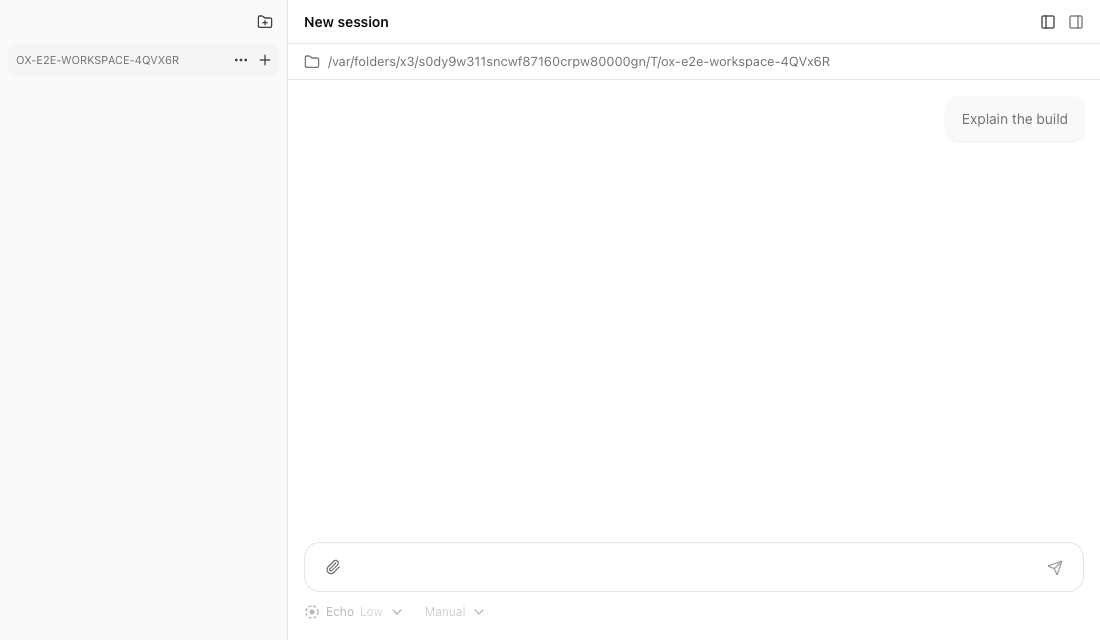 New session
OX-E2E-WORKSPACE-4QVX6R
/var/folders/x3/s0dy9w311sncwf87160crpw80000gn/T/ox-e2e-workspace-4QVx6R
Explain the build
Echo Low Manual